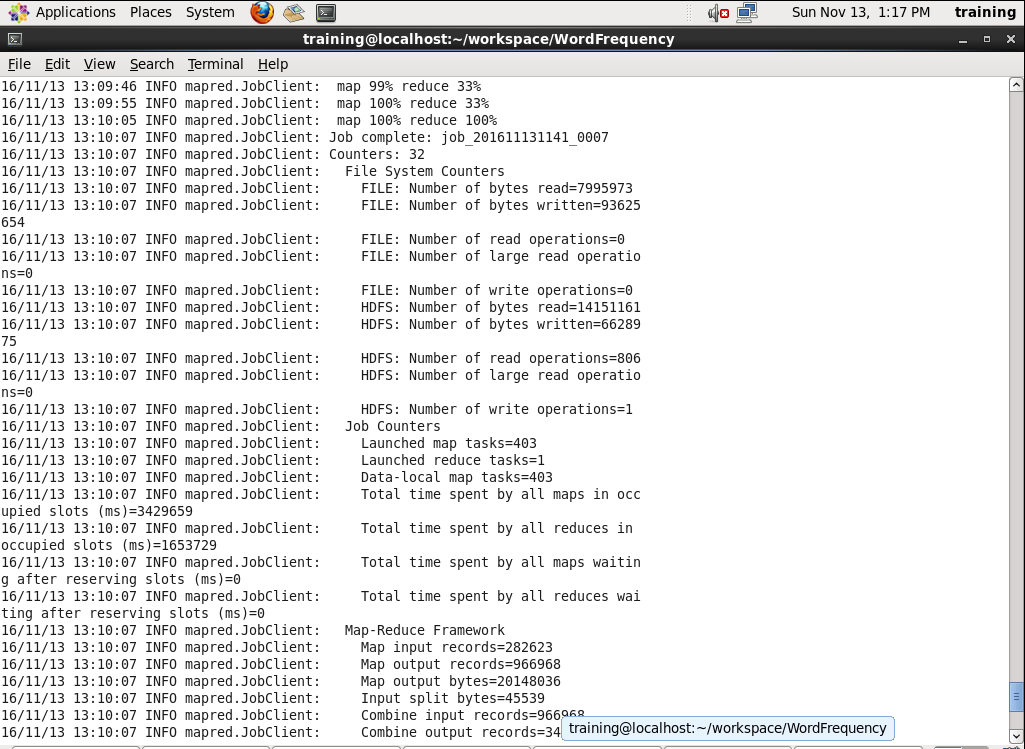 Applications Places System Sun Nov 13, 1:17 PM training
training@localhost:~/workspace/WordFrequency
File Edit View Search Terminal Help
16/11/13 13:09:46 INFO mapred.JobClient:  map 99% reduce 33%
16/11/13 13:09:55 INFO mapred.JobClient:  map 100% reduce 33%
16/11/13 13:10:05 INFO mapred.JobClient:  map 100% reduce 100%
16/11/13 13:10:07 INFO mapred.JobClient: Job complete: job_201611131141_0007
16/11/13 13:10:07 INFO mapred.JobClient: Counters: 32
16/11/13 13:10:07 INFO mapred.JobClient:   File System Counters
16/11/13 13:10:07 INFO mapred.JobClient:     FILE: Number of bytes read=7995973
16/11/13 13:10:07 INFO mapred.JobClient:     FILE: Number of bytes written=93625
654
16/11/13 13:10:07 INFO mapred.JobClient:     FILE: Number of read operations=0
16/11/13 13:10:07 INFO mapred.JobClient:     FILE: Number of large read operatio
ns=0
16/11/13 13:10:07 INFO mapred.JobClient:     FILE: Number of write operations=0
16/11/13 13:10:07 INFO mapred.JobClient:     HDFS: Number of bytes read=14151161
16/11/13 13:10:07 INFO mapred.JobClient:     HDFS: Number of bytes written=66289
75
16/11/13 13:10:07 INFO mapred.JobClient:     HDFS: Number of read operations=806
16/11/13 13:10:07 INFO mapred.JobClient:     HDFS: Number of large read operatio
ns=0
16/11/13 13:10:07 INFO mapred.JobClient:     HDFS: Number of write operations=1
16/11/13 13:10:07 INFO mapred.JobClient:   Job Counters
16/11/13 13:10:07 INFO mapred.JobClient:     Launched map tasks=403
16/11/13 13:10:07 INFO mapred.JobClient:     Launched reduce tasks=1
16/11/13 13:10:07 INFO mapred.JobClient:     Data-local map tasks=403
16/11/13 13:10:07 INFO mapred.JobClient:     Total time spent by all maps in occ
upied slots (ms)=3429659
16/11/13 13:10:07 INFO mapred.JobClient:     Total time spent by all reduces in
occupied slots (ms)=1653729
16/11/13 13:10:07 INFO mapred.JobClient:     Total time spent by all maps waitin
g after reserving slots (ms)=0
16/11/13 13:10:07 INFO mapred.JobClient:     Total time spent by all reduces wai
ting after reserving slots (ms)=0
16/11/13 13:10:07 INFO mapred.JobClient:   Map-Reduce Framework
16/11/13 13:10:07 INFO mapred.JobClient:     Map input records=282623
16/11/13 13:10:07 INFO mapred.JobClient:     Map output records=966968
16/11/13 13:10:07 INFO mapred.JobClient:     Map output bytes=20148036
16/11/13 13:10:07 INFO mapred.JobClient:     Input split bytes=45539
16/11/13 13:10:07 INFO mapred.JobClient:     Combine input records=966968
16/11/13 13:10:07 INFO mapred.JobClient:     Combine output records=34
training@localhost:~/workspace/WordFrequency